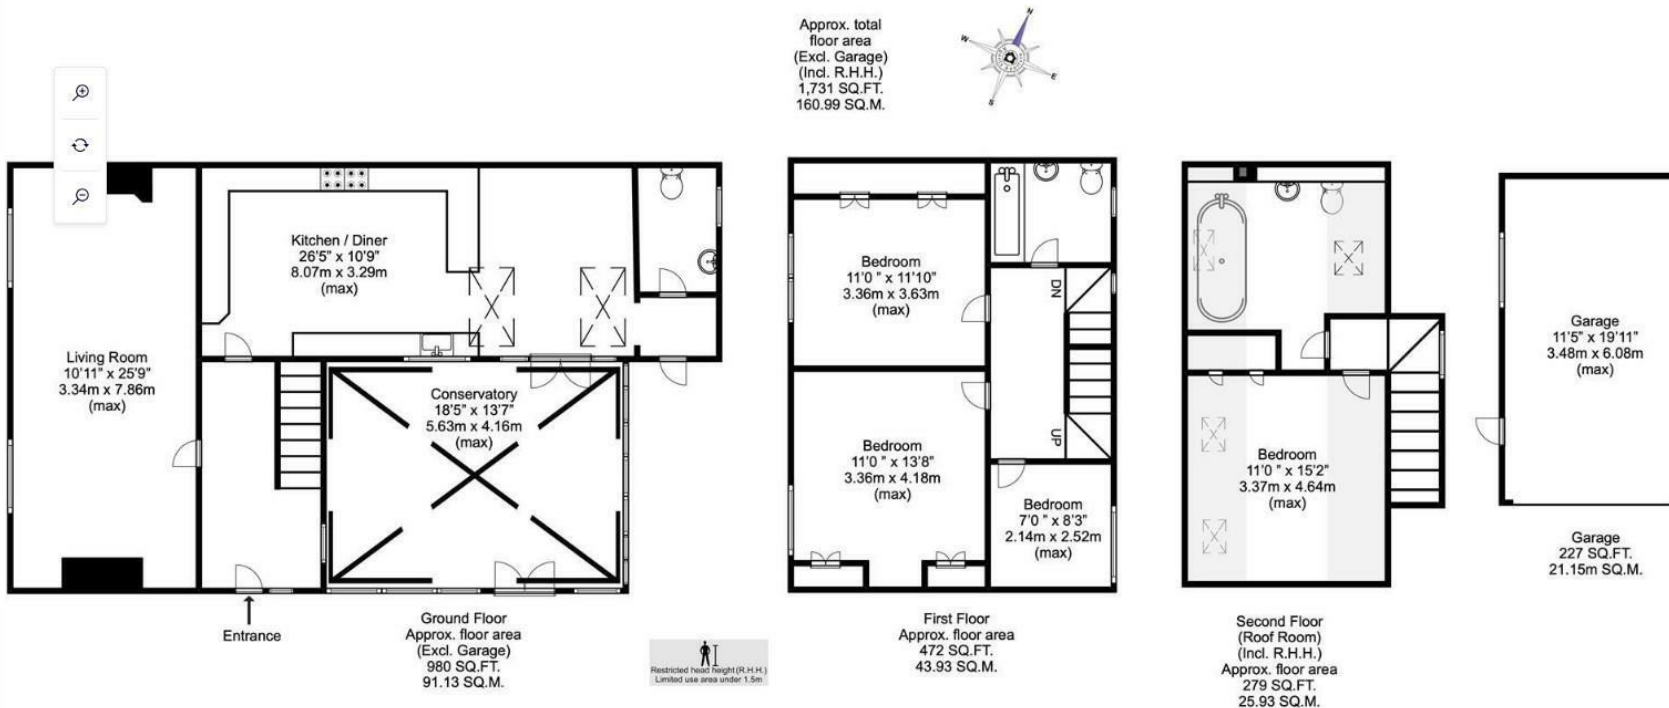 Approx. total
floor area
(Excl. Garage)
(Incl. R.H.H.)
1,731 SQ.FT.
160.99 SQ.M.
N
W
E
S
Kitchen / Diner
26'5" x 10'9"
8.07m x 3.29m
(max)
Living Room
10'11" x 25'9"
3.34m x 7.86m
(max)
Conservatory
18'5" x 13'7"
5.63m x 4.16m
(max)
Entrance
Ground Floor
Approx. floor area
(Excl. Garage)
980 SQ.FT.
91.13 SQ.M.
Restricted head height (R.H.H.)
Limited use area under 1.5m
Bedroom
11'0 " x 11'10"
3.36m x 3.63m
(max)
DN
UP
Bedroom
11'0 " x 13'8"
3.36m x 4.18m
(max)
Bedroom
7'0 " x 8'3"
2.14m x 2.52m
(max)
First Floor
Approx. floor area
472 SQ.FT.
43.93 SQ.M.
Bedroom
11'0 " x 15'2"
3.37m x 4.64m
(max)
Second Floor
(Roof Room)
(Incl. R.H.H.)
Approx. floor area
279 SQ.FT.
25.93 SQ.M.
Garage
11'5" x 19'11"
3.48m x 6.08m
(max)
Garage
227 SQ.FT.
21.15m SQ.M.